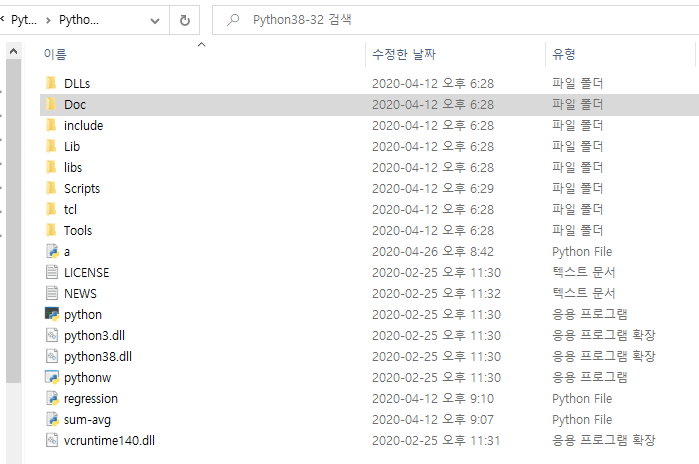 Pyt... Pytho... Python38-32 검색
이름 수정한 날짜 유형
DLLs 2020-04-12 오후 6:28 파일 폴더
Doc 2020-04-12 오후 6:28 파일 폴더
include 2020-04-12 오후 6:28 파일 폴더
Lib 2020-04-12 오후 6:28 파일 폴더
libs 2020-04-12 오후 6:28 파일 폴더
Scripts 2020-04-12 오후 6:29 파일 폴더
tcl 2020-04-12 오후 6:28 파일 폴더
Tools 2020-04-12 오후 6:28 파일 폴더
a 2020-04-26 오후 8:42 Python File
LICENSE 2020-02-25 오후 11:30 텍스트 문서
NEWS 2020-02-25 오후 11:32 텍스트 문서
python 2020-02-25 오후 11:30 응용 프로그램
python3.dll 2020-02-25 오후 11:30 응용 프로그램 확장
python38.dll 2020-02-25 오후 11:30 응용 프로그램 확장
pythonw 2020-02-25 오후 11:30 응용 프로그램
regression 2020-04-12 오후 9:10 Python File
sum-avg 2020-04-12 오후 9:07 Python File
vcruntime140.dll 2020-02-25 오후 11:31 응용 프로그램 확장